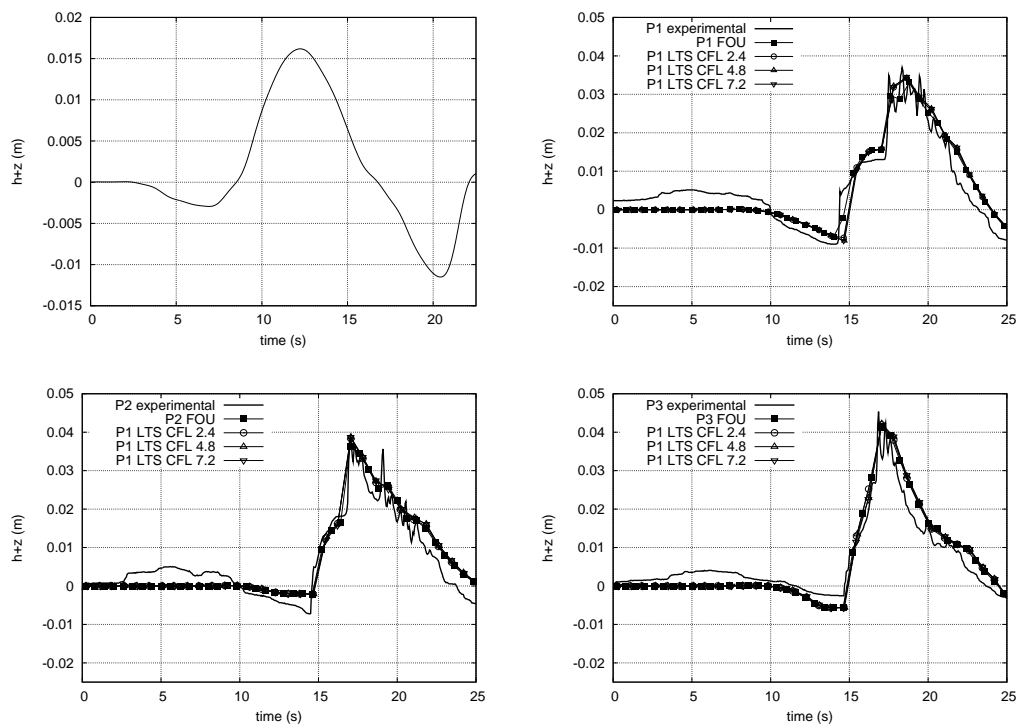 0.02
0.015
0.01
0.005
0
-0.005
-0.01
-0.015
h+z (m)
0 5 10 15 20
time (s)
0.05
0.04
0.03
0.02
0.01
0
-0.01
-0.02
h+z (m)
P1 experimental
P1 FOU
P1 LTS CFL 2.4
P1 LTS CFL 4.8
P1 LTS CFL 7.2
0 5 10 15 20 25
time (s)
0.05
0.04
0.03
0.02
0.01
0
-0.01
-0.02
h+z (m)
P2 experimental
P2 FOU
P1 LTS CFL 2.4
P1 LTS CFL 4.8
P1 LTS CFL 7.2
0 5 10 15 20 25
time (s)
0.05
0.04
0.03
0.02
0.01
0
-0.01
-0.02
h+z (m)
P3 experimental
P3 FOU
P1 LTS CFL 2.4
P1 LTS CFL 4.8
P1 LTS CFL 7.2
0 5 10 15 20 25
time (s)